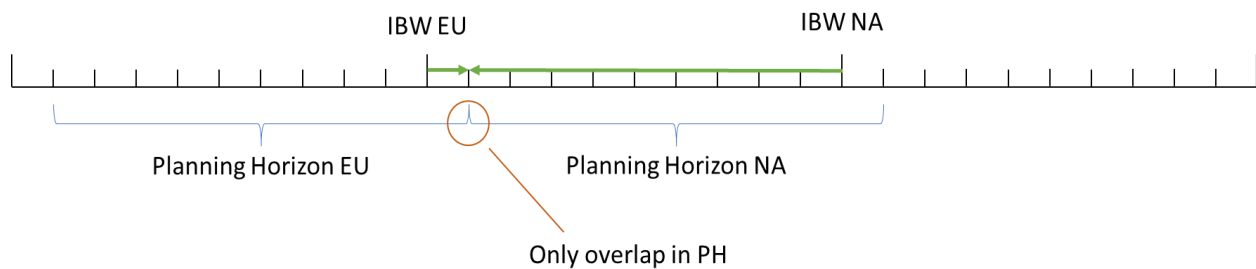 IBW EU
IBW NA
Planning Horizon EU
Planning Horizon NA
Only overlap in PH